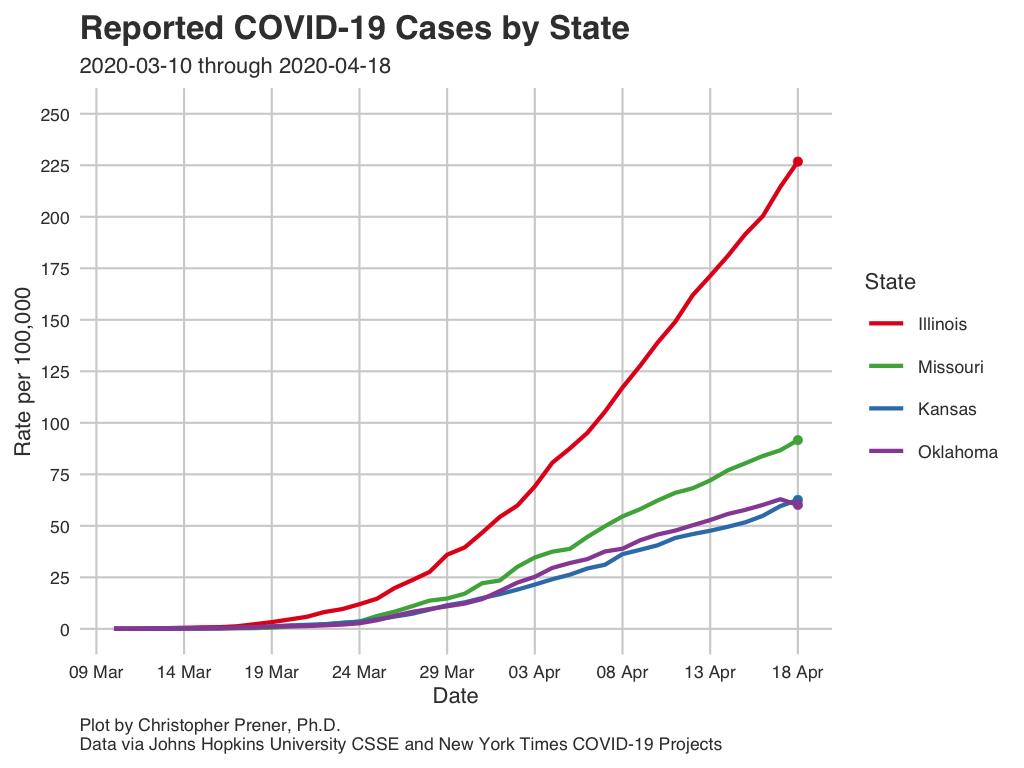 Reported COVID-19 Cases by State
2020-03-10 through 2020-04-18
250
225
200
175
150
125
100
75
50
25
0
Rate per 100,000
09 Mar 14 Mar 19 Mar 24 Mar 29 Mar 03 Apr 08 Apr 13 Apr 18 Apr
Date
State
Illinois
Missouri
Kansas
Oklahoma
Plot by Christopher Prener, Ph.D.
Data via Johns Hopkins University CSSE and New York Times COVID-19 Projects